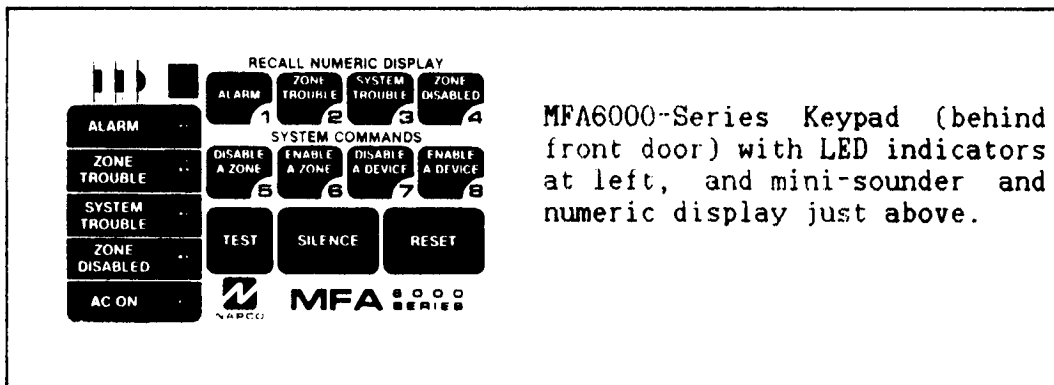 RECALL NUMERIC DISPLAY
ALARM 1
ZONE TROUBLE 2
SYSTEM TROUBLE 3
ZONE DISABLED 4
SYSTEM COMMANDS
DISABLE A ZONE 5
ENABLE A ZONE 6
DISABLE A DEVICE 7
ENABLE A DEVICE 8
TEST
SILENCE
RESET
ALARM
ZONE
TROUBLE
SYSTEM
TROUBLE
ZONE
DISABLED
AC ON
NAPCO
MFA 6000 SERIES
MFA6000-Series Keypad (behind
front door) with LED indicators
at left, and mini-sounder and
numeric display just above.